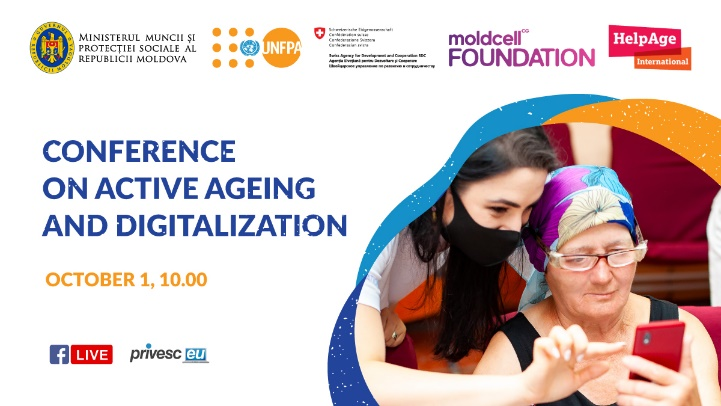 MINISTERUL MUNCII ȘI
PROTECȚIEI SOCIALE AL
REPUBLICII MOLDOVA
UNFPA
Schweizerische Eidgenossenschaft
Confédération suisse
Confederazione Svizzera
Confederaziun svizra
Swiss Agency for Development and Cooperation SDC
Agenția Elvețiană pentru Dezvoltare și Cooperare
Швейцарское управление по развитию и сотрудничеству
moldcell
FOUNDATION
HelpAge
International
CONFERENCE
ON ACTIVE AGEING
AND DIGITALIZATION
OCTOBER 1, 10.00
f LIVE
privesc eu